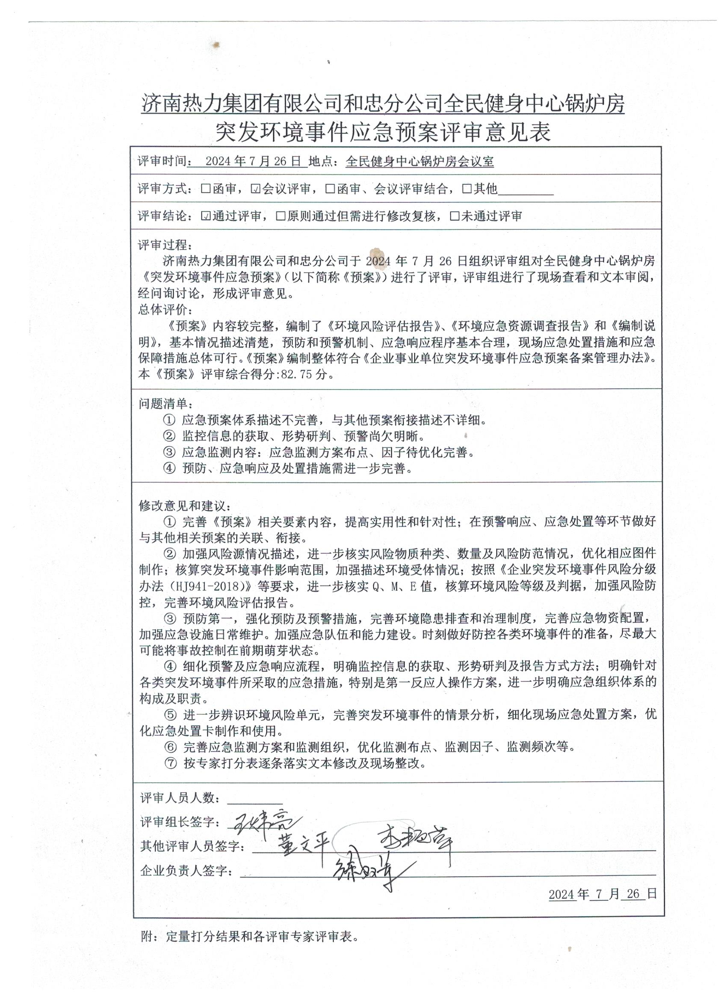 济南热力集团有限公司和忠分公司全民健身中心锅炉房
突发环境事件应急预案评审意见表
评审时间： 2024年7月26日 地点：全民健身中心锅炉房会议室
评审方式：☐函审，☑会议评审，☐函审、会议评审结合，☐其他________
评审结论：☑通过评审，☐原则通过但需进行修改复核，☐未通过评审
评审过程：
济南热力集团有限公司和忠分公司于 2024 年 7 月 26 日组织评审组对全民健身中心锅炉房
《突发环境事件应急预案》（以下简称《预案》）进行了评审，评审组进行了现场查看和文本审阅，
经问询讨论，形成评审意见。
总体评价：
《预案》内容较完整，编制了《环境风险评估报告》、《环境应急资源调查报告》和《编制说
明》，基本情况描述清楚，预防和预警机制、应急响应程序基本合理，现场应急处置措施和应急
保障措施总体可行。《预案》编制整体符合《企业事业单位突发环境事件应急预案备案管理办法》。
本《预案》评审综合得分:82.75分。
问题清单：
① 应急预案体系描述不完善，与其他预案衔接描述不详细。
② 监控信息的获取、形势研判、预警尚欠明晰。
③ 应急监测内容：应急监测方案布点、因子待优化完善。
④ 预防、应急响应及处置措施需进一步完善。
修改意见和建议：
① 完善《预案》相关要素内容，提高实用性和针对性；在预警响应、应急处置等环节做好
与其他相关预案的关联、衔接。
② 加强风险源情况描述，进一步核实风险物质种类、数量及风险防范情况，优化相应图件
制作；核算突发环境事件影响范围，加强描述环境受体情况；按照《企业突发环境事件风险分级
办法（HJ941-2018）》等要求，进一步核实 Q、M、E 值，核算环境风险等级及判据，加强风险防
控，完善环境风险评估报告。
③ 预防第一，强化预防及预警措施，完善环境隐患排查和治理制度，完善应急物资配置，
加强应急设施日常维护。加强应急队伍和能力建设。时刻做好防控各类环境事件的准备，尽最大
可能将事故控制在前期萌芽状态。
④ 细化预警及应急响应流程，明确监控信息的获取、形势研判及报告方式方法；明确针对
各类突发环境事件所采取的应急措施，特别是第一反应人操作方案，进一步明确应急组织体系的
构成及职责。
⑤ 进一步辨识环境风险单元，完善突发环境事件的情景分析，细化现场应急处置方案，优
化应急处置卡制作和使用。
⑥ 完善应急监测方案和监测组织，优化监测布点、监测因子、监测频次等。
⑦ 按专家打分表逐条落实文本修改及现场整改。
评审人员人数：________
评审组长签字：王炜亮
其他评审人员签字：董文平 李颖萍
企业负责人签字：
2024年 7 月 26 日
附：定量打分结果和各评审专家评审表。